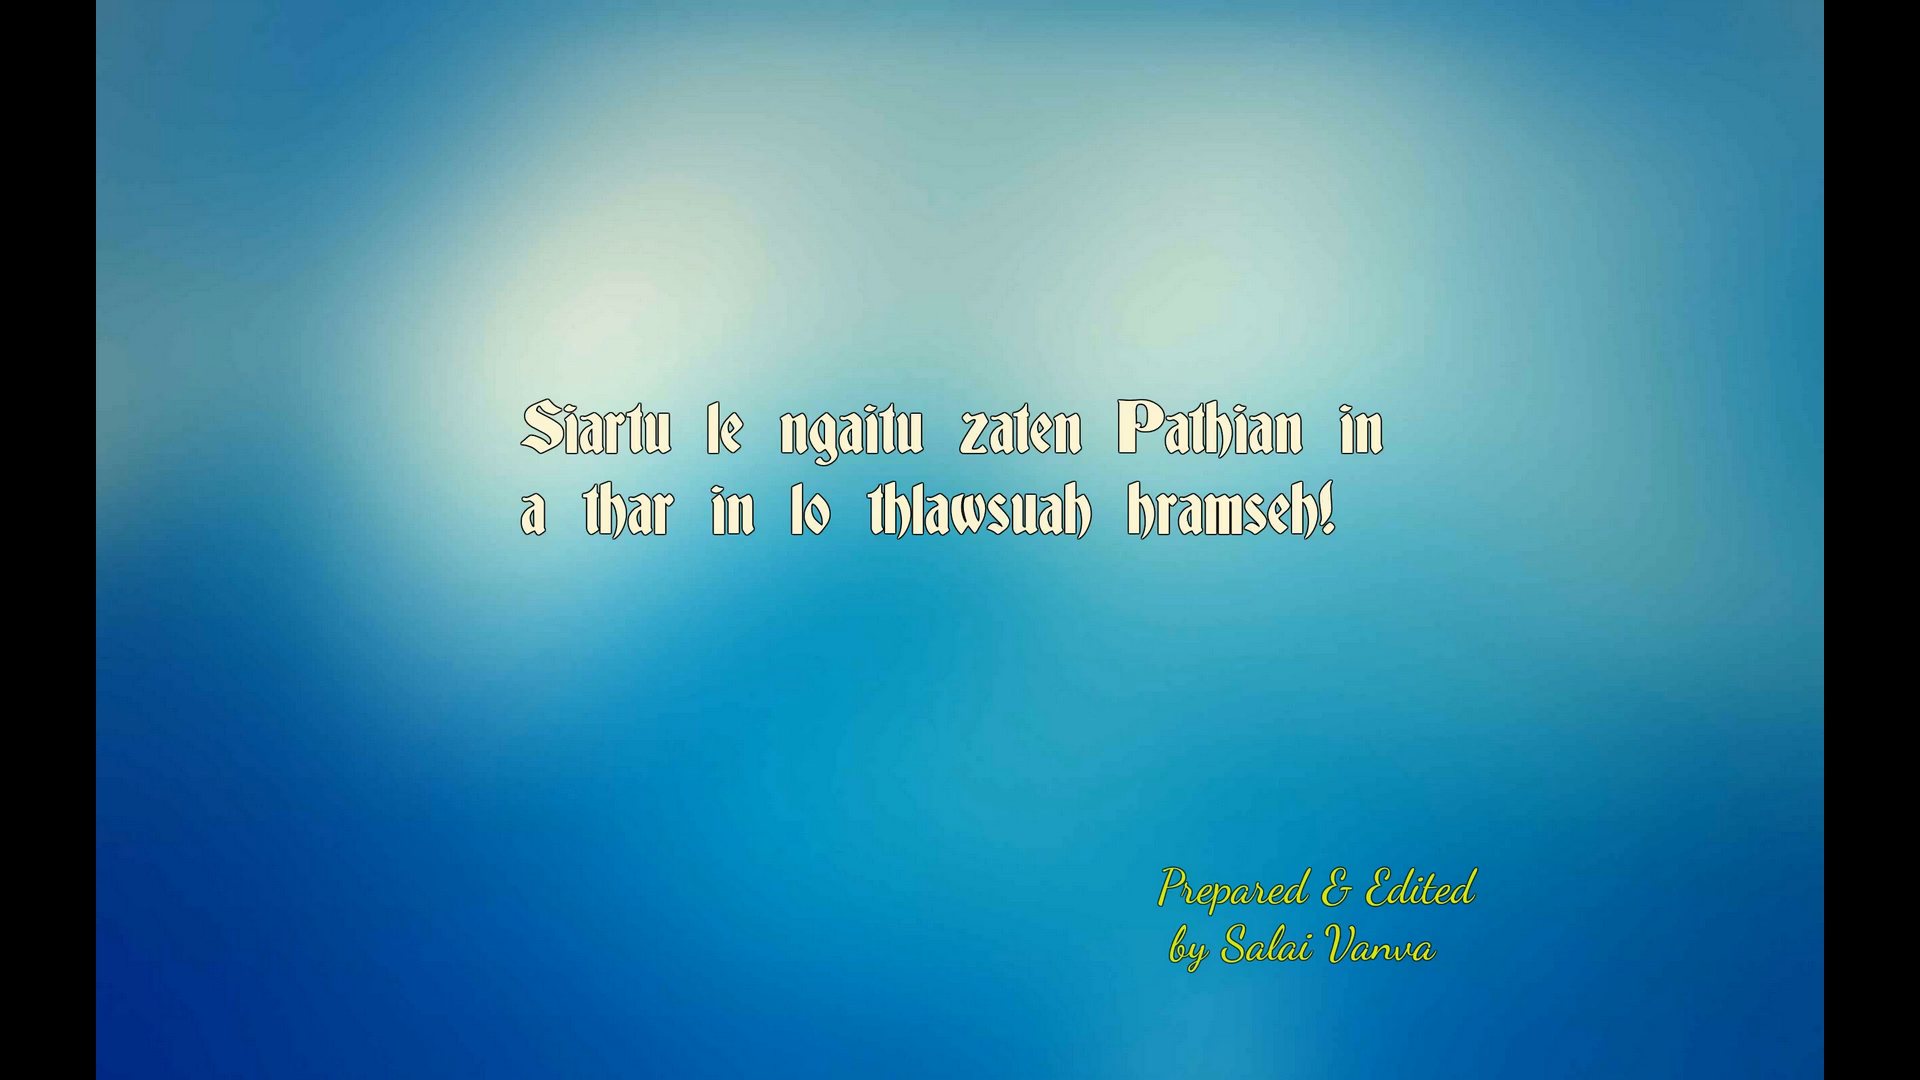 Siartu le ngaitu zaten Pathian in
a thar in lo thlawsuah hramseh!
Prepared & Edited
by Salai Vanva